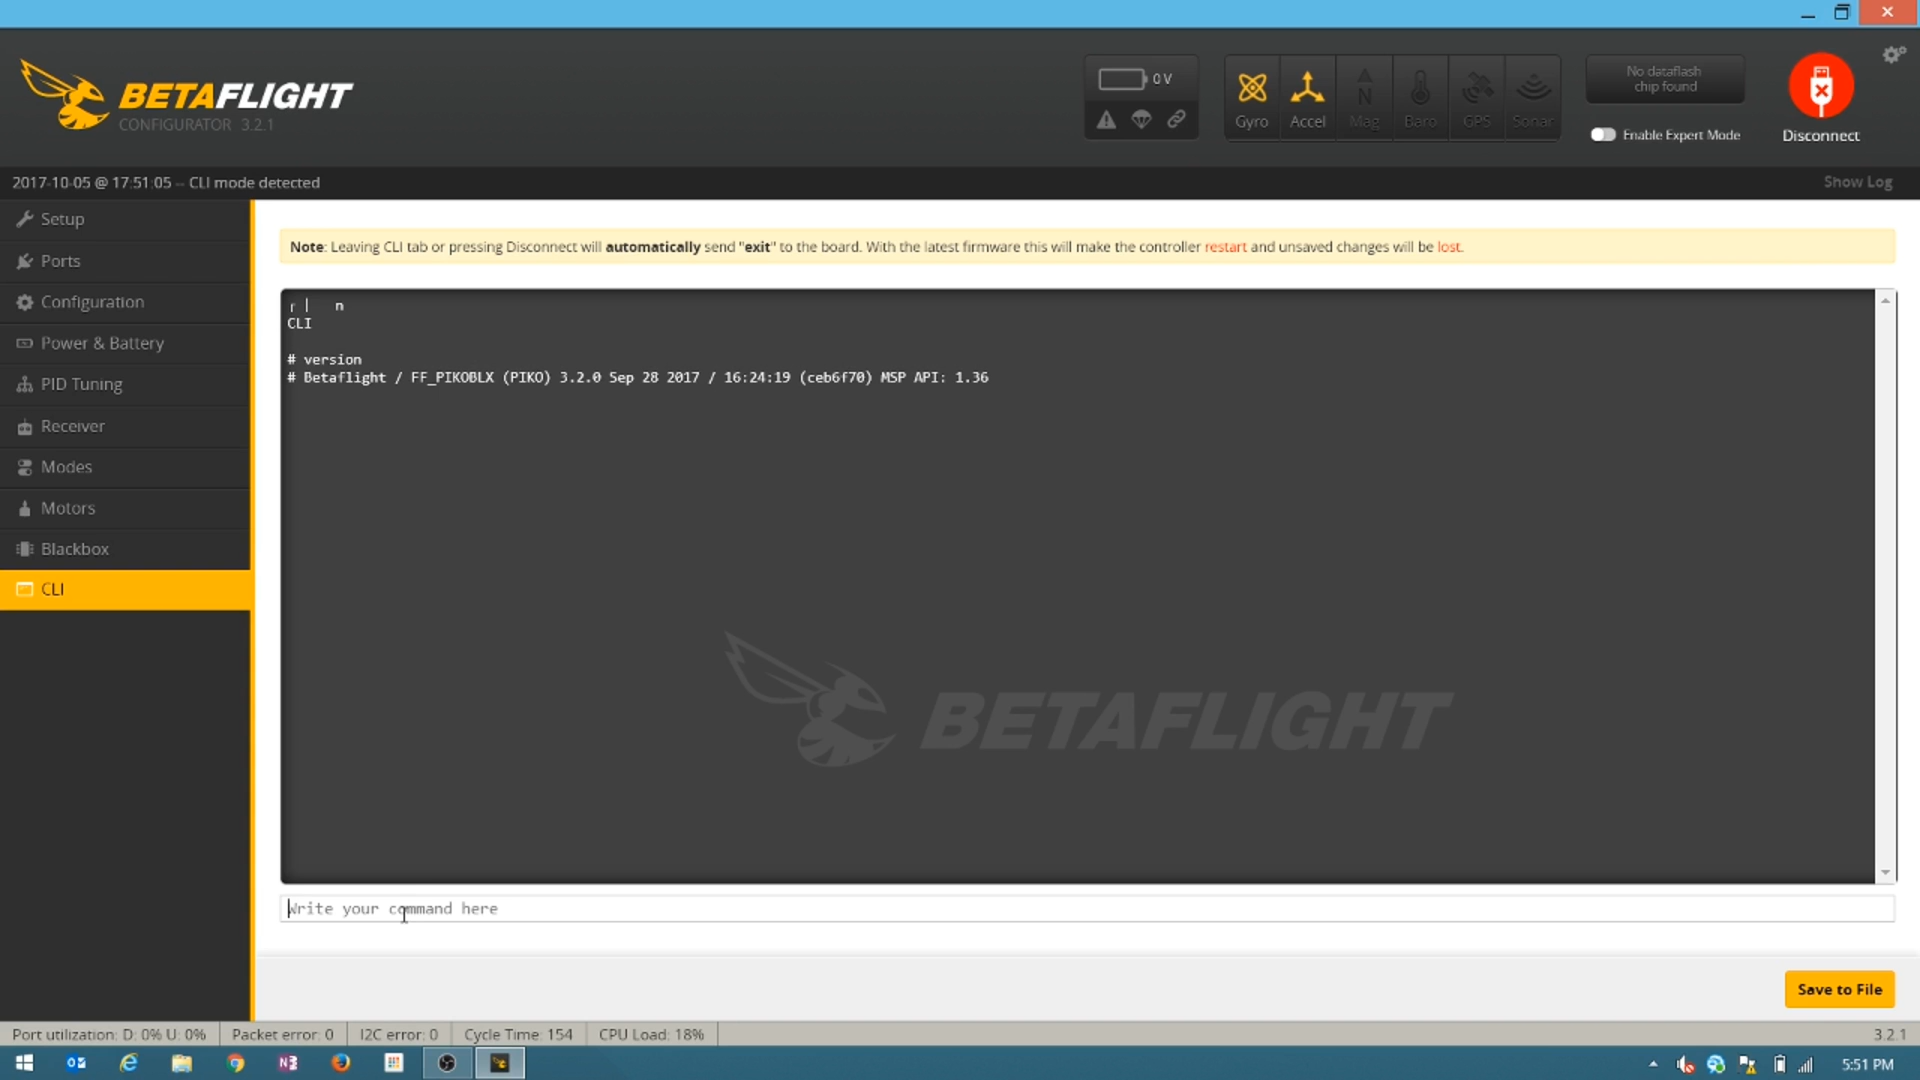 BETAFLIGHT
CONFIGURATOR 3.2.1
0 V
Gyro
Accel
Mag
Baro
GPS
Sonar
No dataflash
chip found
Enable Expert Mode
Disconnect
2017-10-05 @ 17:51:05 -- CLI mode detected
Show Log
Setup
Ports
Configuration
Power & Battery
PID Tuning
Receiver
Modes
Motors
Blackbox
CLI
Note: Leaving CLI tab or pressing Disconnect will automatically send "exit" to the board. With the latest firmware this will make the controller restart and unsaved changes will be lost.
r |   n
CLI
# version
# Betaflight / FF_PIKOBLX (PIKO) 3.2.0 Sep 28 2017 / 16:24:19 (ceb6f70) MSP API: 1.36
BETAFLIGHT
Write your command here
Save to File
Port utilization: D: 0% U: 0%
Packet error: 0
I2C error: 0
Cycle Time: 154
CPU Load: 18%
3.2.1
5:51 PM